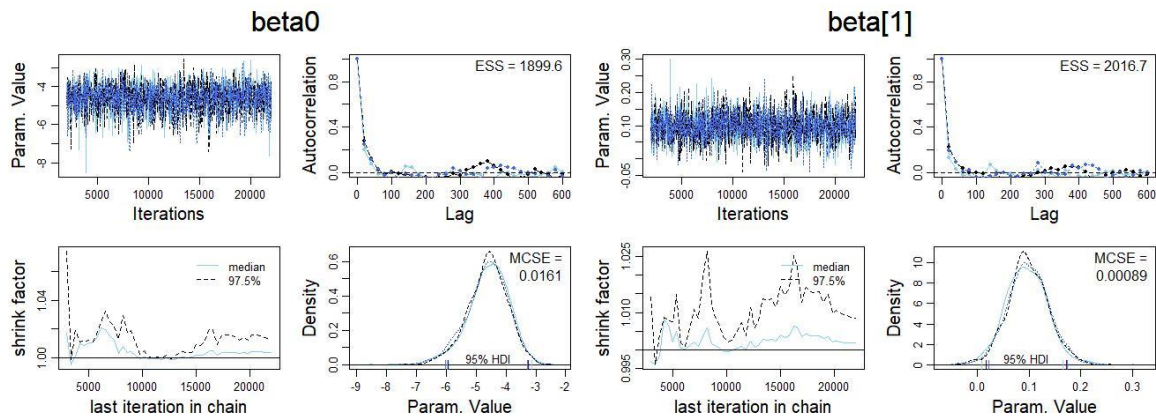 beta0
Param. Value
-8 -6 -4
5000 10000 15000 20000
Iterations
Autocorrelation
0.0 0.4 0.8
ESS = 1899.6
0 100 200 300 400 500 600
Lag
shrink factor
1.00 1.04
median
97.5%
5000 10000 15000 20000
last iteration in chain
Density
0.0 0.2 0.4 0.6
MCSE =
0.0161
95% HDI
-9 -8 -7 -6 -5 -4 -3 -2
Param. Value
beta[1]
Param. Value
-0.05 0.10 0.20 0.30
5000 10000 15000 20000
Iterations
Autocorrelation
0.0 0.4 0.8
ESS = 2016.7
0 100 200 300 400 500 600
Lag
shrink factor
0.995 1.010 1.025
median
97.5%
5000 10000 15000 20000
last iteration in chain
Density
0 2 4 6 8 10
MCSE =
0.00089
95% HDI
0.0 0.1 0.2 0.3
Param. Value